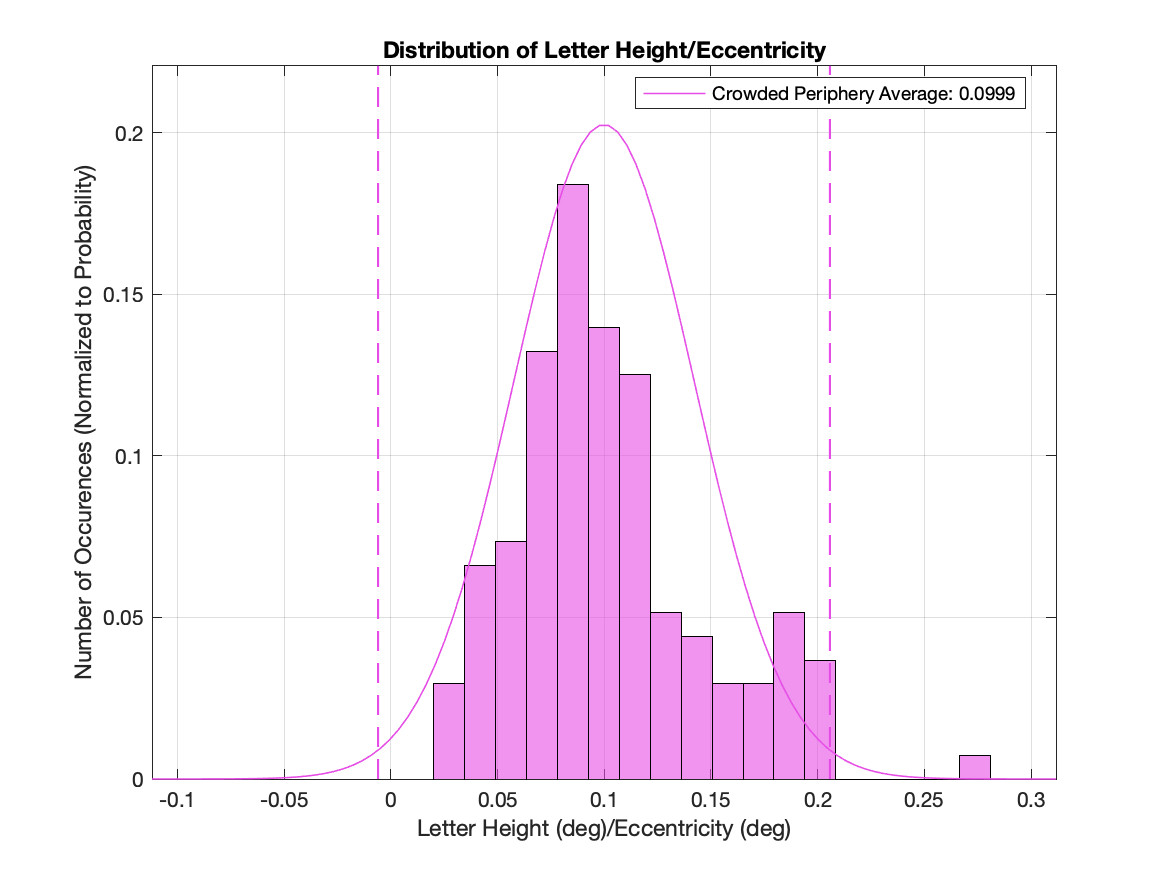 Distribution of Letter Height/Eccentricity
Crowded Periphery Average: 0.0999
Number of Occurences (Normalized to Probability)
0.2
0.15
0.1
0.05
0
-0.1 -0.05 0 0.05 0.1 0.15 0.2 0.25 0.3
Letter Height (deg)/Eccentricity (deg)